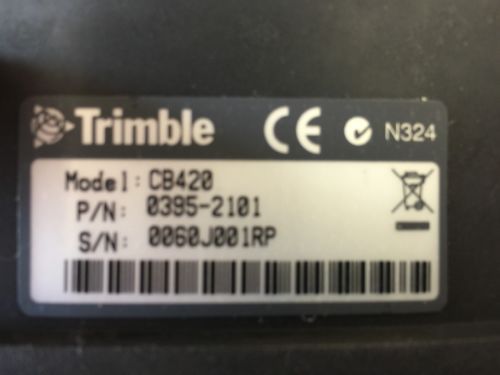 Trimble CE N324
Model: CB420
P/N: 0395-2101
S/N: 0060J001RP